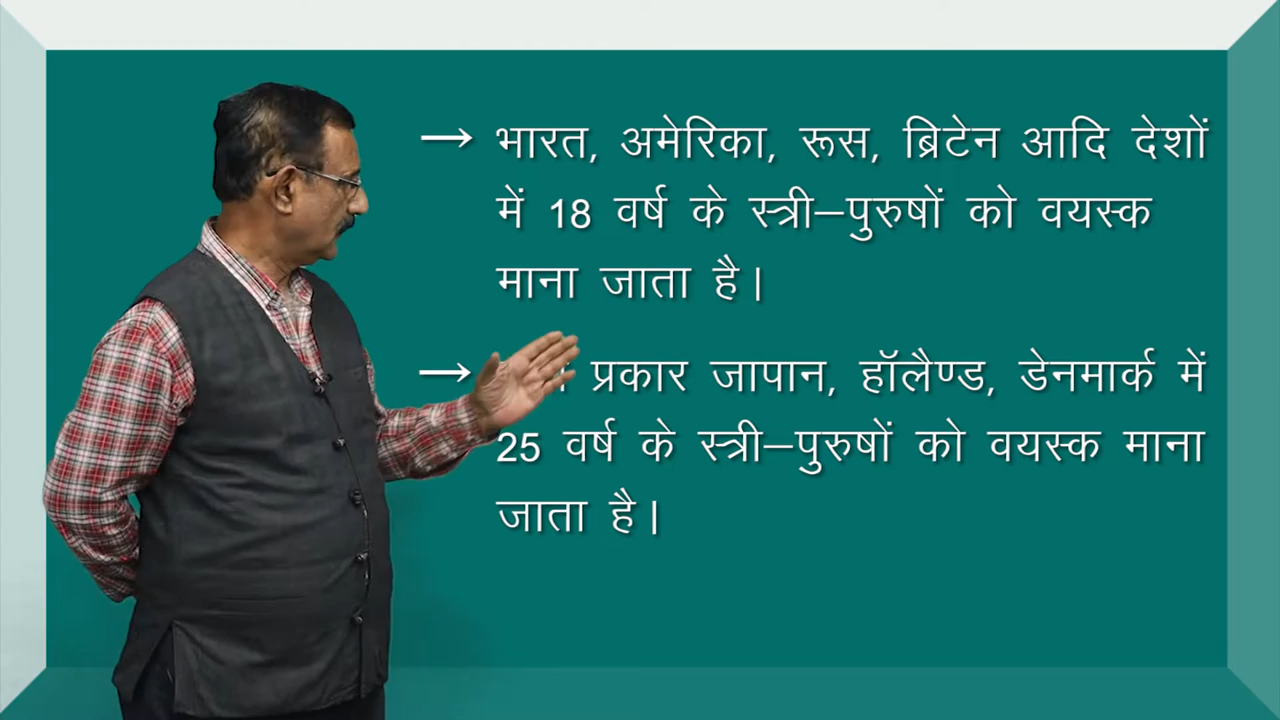 → भारत, अमेरिका, रूस, ब्रिटेन आदि देशों
में 18 वर्ष के स्त्री–पुरुषों को वयस्क
माना जाता है।
→ प्रकार जापान, हॉलैण्ड, डेनमार्क में
25 वर्ष के स्त्री–पुरुषों को वयस्क माना
जाता है।